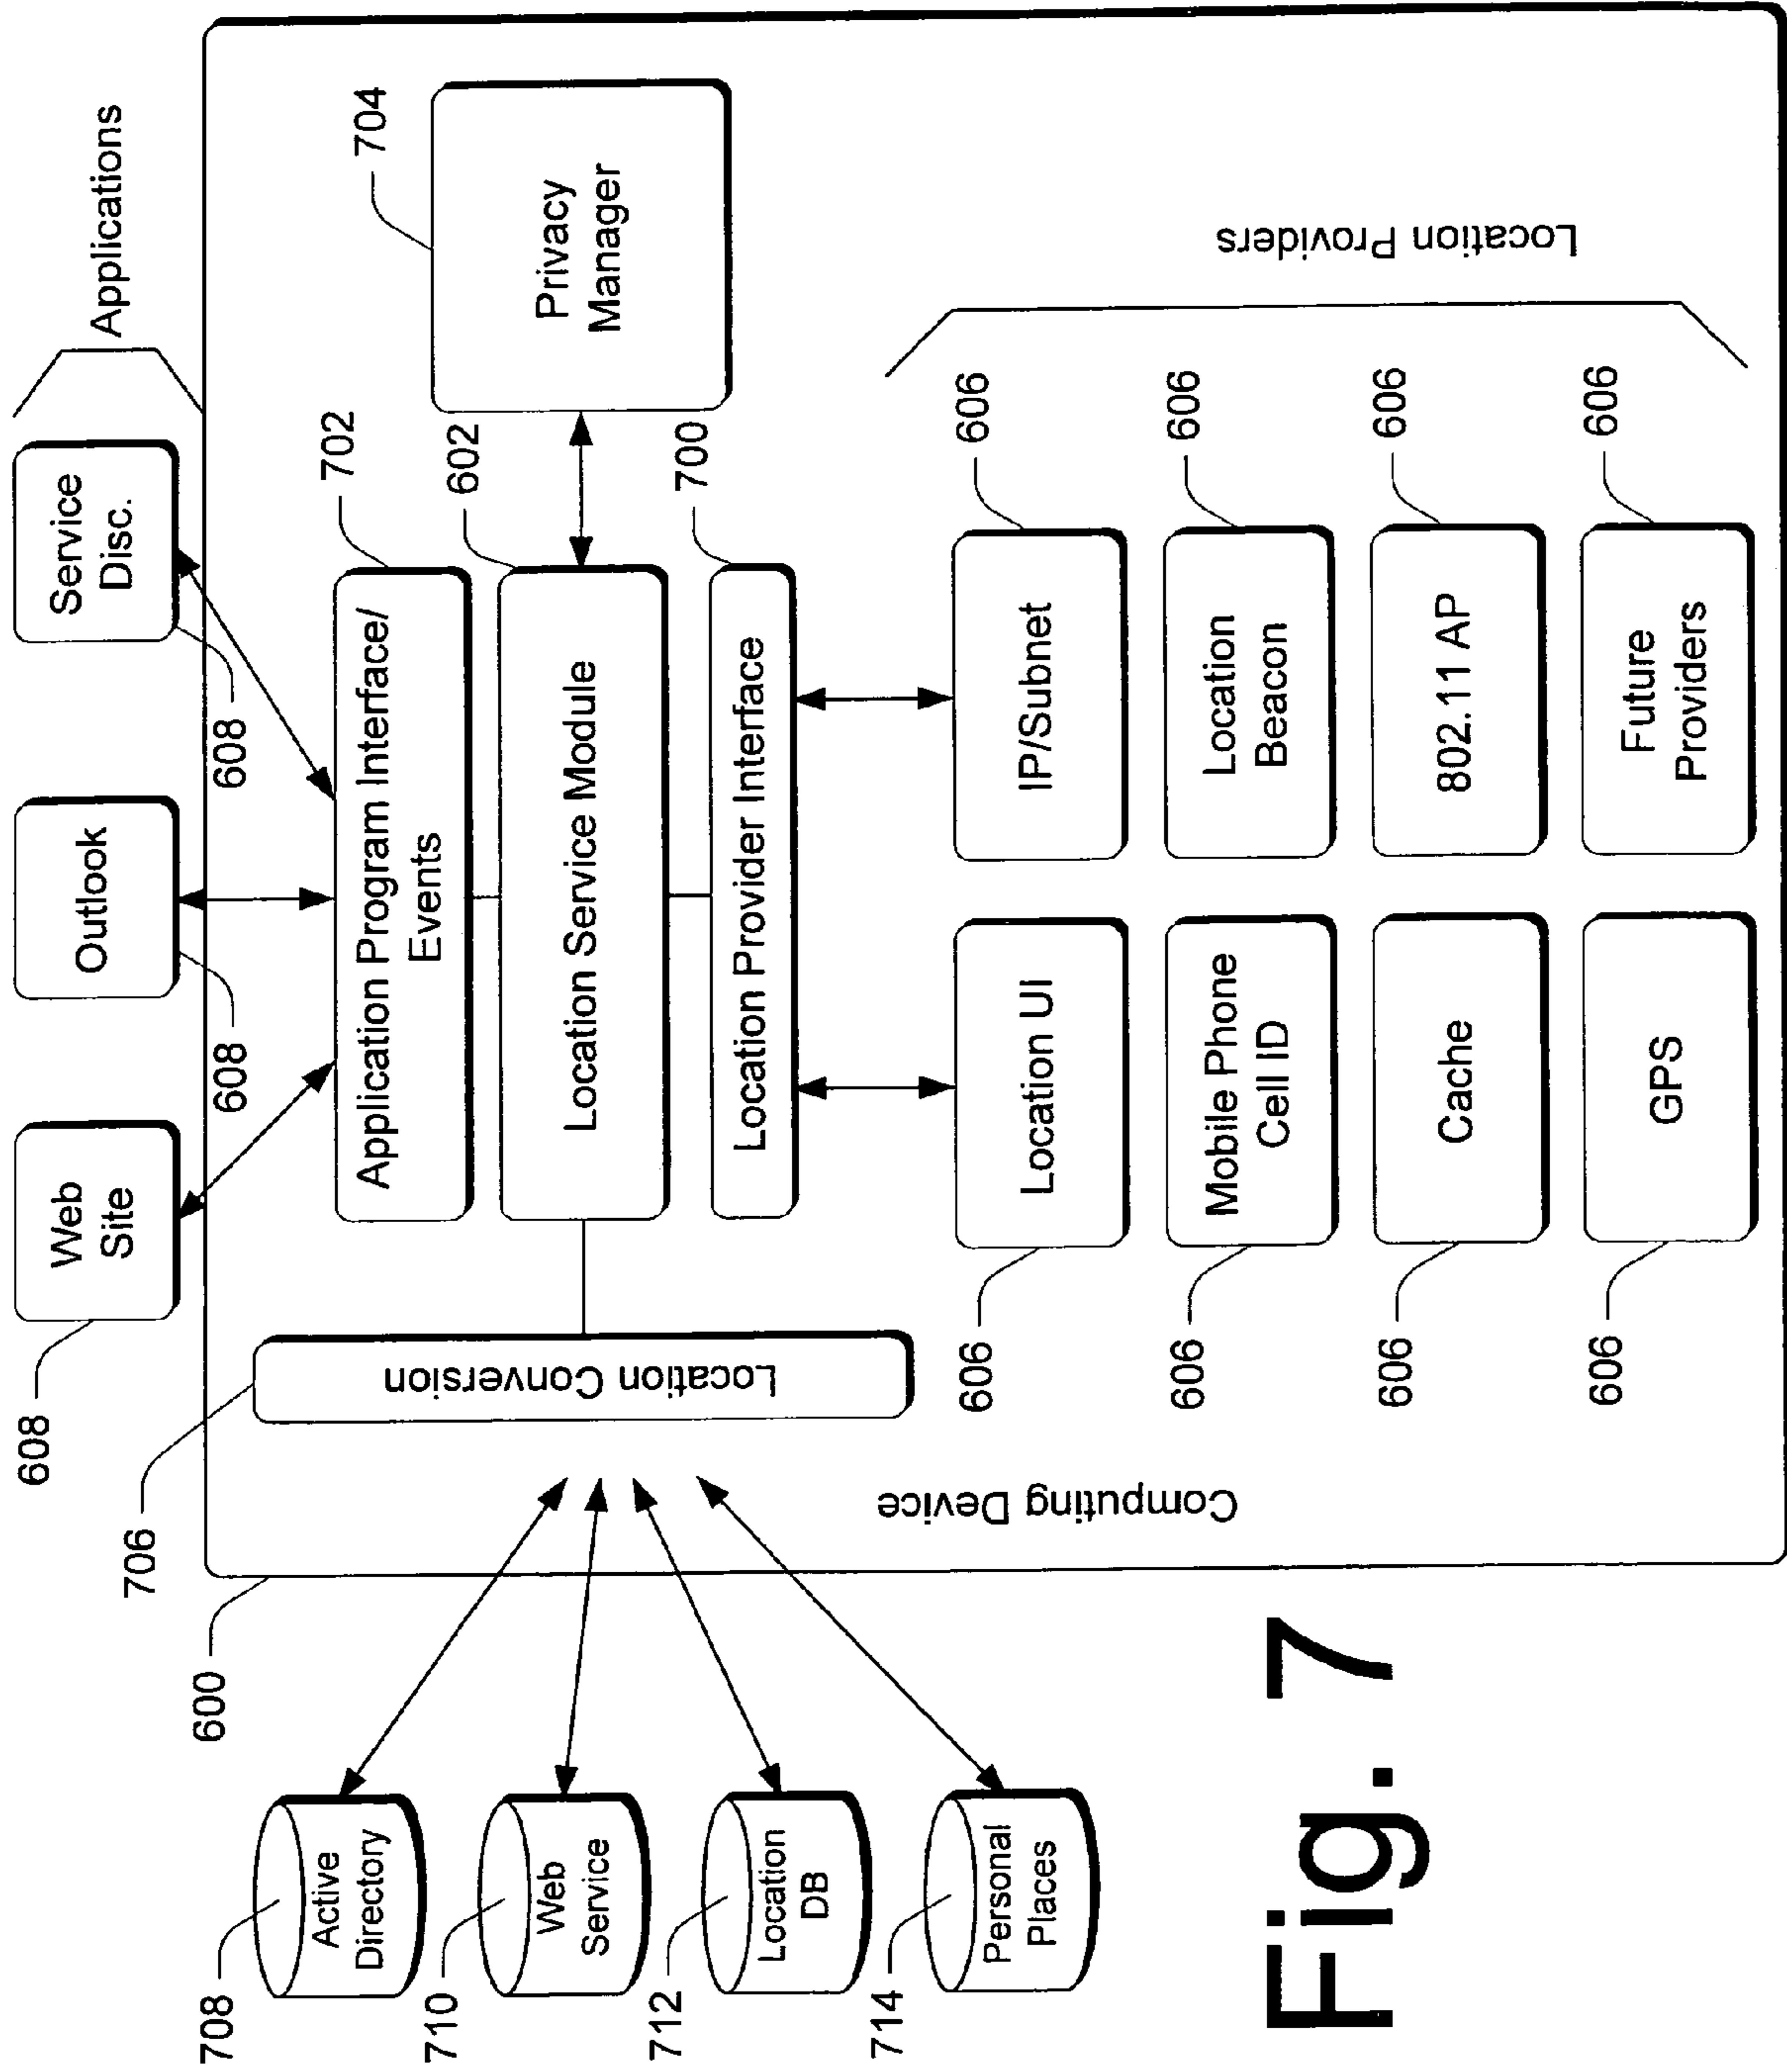 Applications
608
Web
Site
608
Outlook
608
Service
Disc.
706
600
702
Application Program Interface/
Events
602
Location Service Module
700
Location Provider Interface
704
Privacy
Manager
Location Conversion
Computing Device
708
Active
Directory
710
Web
Service
712
Location
DB
714
Personal
Places
606
Location UI
606
IP/Subnet
606
Mobile Phone
Cell ID
606
Location
Beacon
606
Cache
606
802.11 AP
606
GPS
606
Future
Providers
Location Providers
Fig. 7